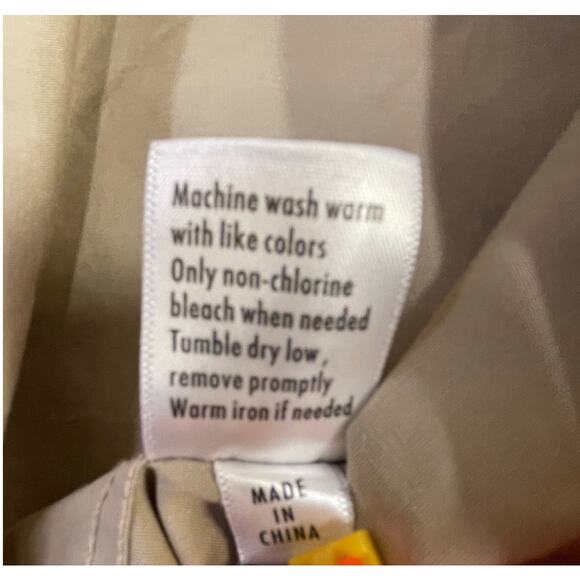 Machine wash warm
with like colors
Only non-chlorine
bleach when needed
Tumble dry low,
remove promptly
Warm iron if needed
MADE
IN
CHINA